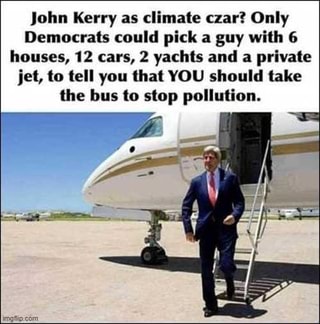 John Kerry as climate czar? Only
Democrats could pick a guy with 6
houses, 12 cars, 2 yachts and a private
jet, to tell you that YOU should take
the bus to stop pollution.
imgflip.com